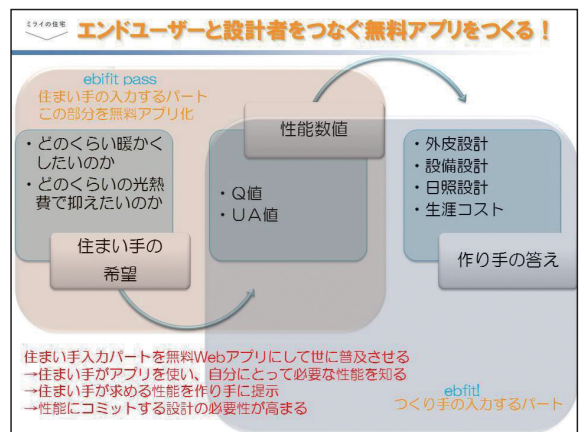 ミライの住宅
エンドユーザーと設計者をつなぐ無料アプリをつくる！
ebifit pass
住まい手の入力するパート
この部分を無料アプリ化
・どのくらい暖かく
したいのか
・どのくらいの光熱
費で抑えたいのか
住まい手の
希望
性能数値
・Q値
・UA値
・外皮設計
・設備設計
・日照設計
・生涯コスト
作り手の答え
住まい手入力パートを無料Webアプリにして世に普及させる
→住まい手がアプリを使い、自分にとって必要な性能を知る
→住まい手が求める性能を作り手に提示
→性能にコミットする設計の必要性が高まる
ebfit!
つくり手の入力するパート